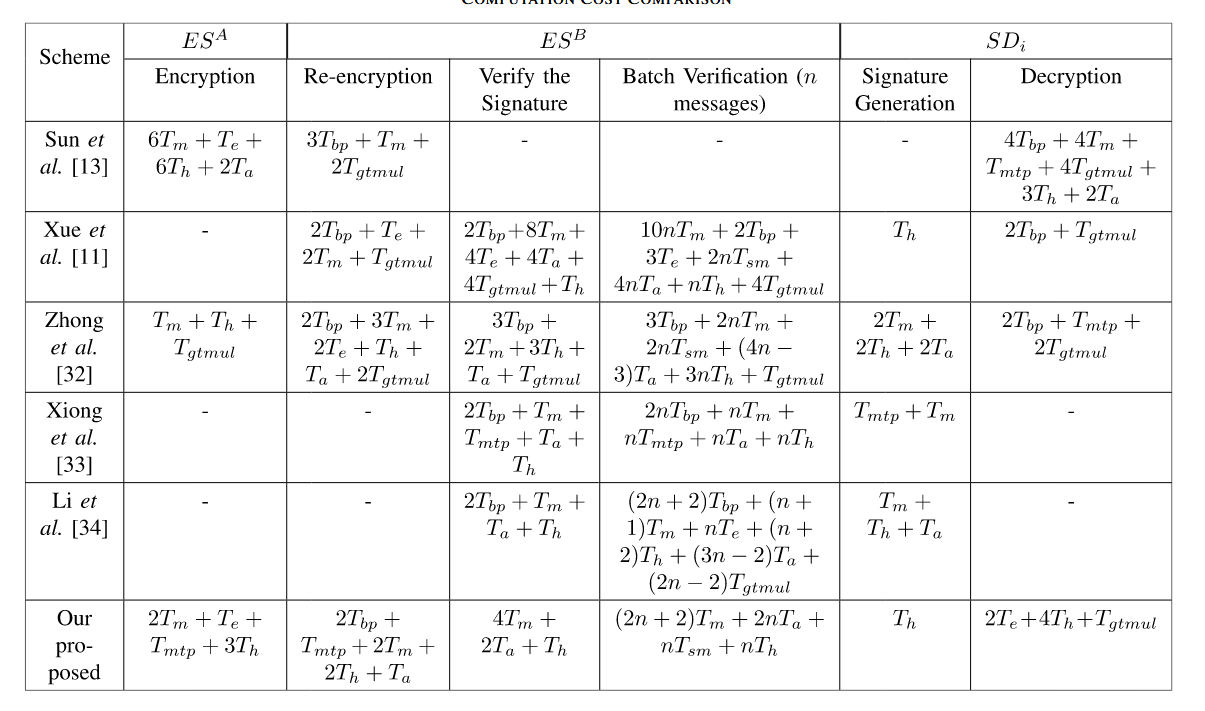 COMPUTATION COST COMPARISON
Scheme
ES^A
ES^B
SD_i
Encryption
Re-encryption
Verify the
Signature
Batch Verification (n
messages)
Signature
Generation
Decryption
Sun et
al. [13]
6T_m + T_e +
6T_h + 2T_a
3T_{bp} + T_m +
2T_{gtmul}
-
-
-
4T_{bp} + 4T_m +
T_{mtp} + 4T_{gtmul} +
3T_h + 2T_a
Xue et
al. [11]
-
2T_{bp} + T_e +
2T_m + T_{gtmul}
2T_{bp}+8T_m+
4T_e + 4T_a +
4T_{gtmul}+T_h
10nT_m + 2T_{bp} +
3T_e + 2nT_{sm} +
4nT_a + nT_h + 4T_{gtmul}
T_h
2T_{bp} + T_{gtmul}
Zhong
et al.
[32]
T_m + T_h +
T_{gtmul}
2T_{bp} + 3T_m +
2T_e + T_h +
T_a + 2T_{gtmul}
3T_{bp} +
2T_m+3T_h+
T_a + T_{gtmul}
3T_{bp} + 2nT_m +
2nT_{sm} + (4n −
3)T_a + 3nT_h + T_{gtmul}
2T_m +
2T_h + 2T_a
2T_{bp} + T_{mtp} +
2T_{gtmul}
Xiong
et al.
[33]
-
-
2T_{bp} + T_m +
T_{mtp} + T_a +
T_h
2nT_{bp} + nT_m +
nT_{mtp} + nT_a + nT_h
T_{mtp} + T_m
-
Li et
al. [34]
-
-
2T_{bp} + T_m +
T_a + T_h
(2n + 2)T_{bp} + (n +
1)T_m + nT_e + (n +
2)T_h + (3n − 2)T_a +
(2n − 2)T_{gtmul}
T_m +
T_h + T_a
-
Our
pro-
posed
2T_m + T_e +
T_{mtp} + 3T_h
2T_{bp} +
T_{mtp} + 2T_m +
2T_h + T_a
4T_m +
2T_a + T_h
(2n + 2)T_m + 2nT_a +
nT_{sm} + nT_h
T_h
2T_e+4T_h+T_{gtmul}